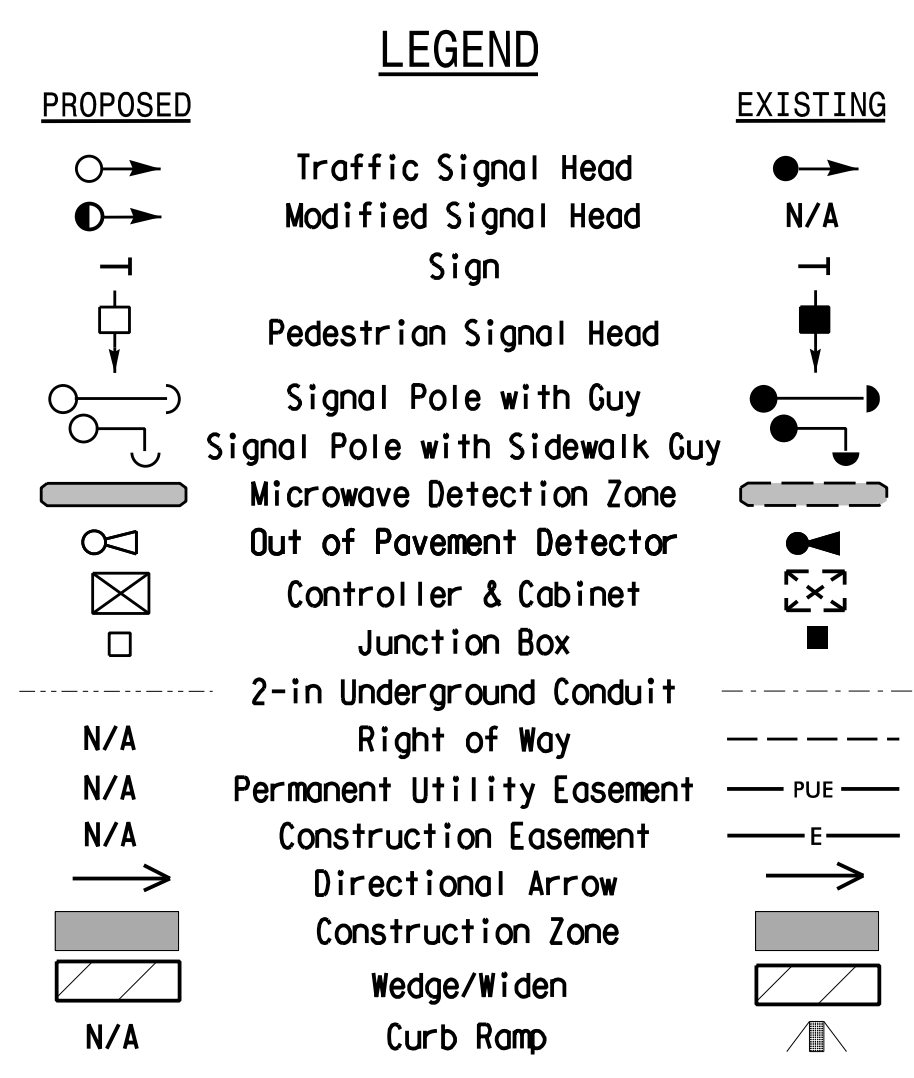 LEGEND
PROPOSED EXISTING
Traffic Signal Head
Modified Signal Head N/A
Sign
Pedestrian Signal Head
Signal Pole with Guy
Signal Pole with Sidewalk Guy
Microwave Detection Zone
Out of Pavement Detector
Controller & Cabinet
Junction Box
2-in Underground Conduit
N/A Right of Way
N/A Permanent Utility Easement PUE
N/A Construction Easement E
Directional Arrow
Construction Zone
Wedge/Widen
N/A Curb Ramp